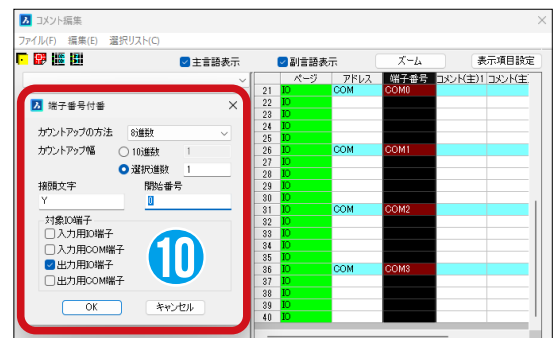 コメント編集
ファイル(F) 編集(E) 選択リスト(C)
主言語表示 副言語表示 ズーム 表示項目設定
ページ アドレス 端子番号 コメント(主)1 コメント(主
21 IO COM COM0
22 IO
23 IO
24 IO
25 IO
26 IO COM COM1
27 IO
28 IO
29 IO
30 IO
31 IO COM COM2
32 IO
33 IO
34 IO
35 IO
36 IO COM COM3
37 IO
38 IO
39 IO
40 IO
端子番号付番
カウントアップの方法 8進数
カウントアップ幅 10進数 1
選択進数 1
接頭文字 開始番号
Y 0
対象IO端子
入力用IO端子
入力用COM端子
出力用IO端子
出力用COM端子
10
OK キャンセル